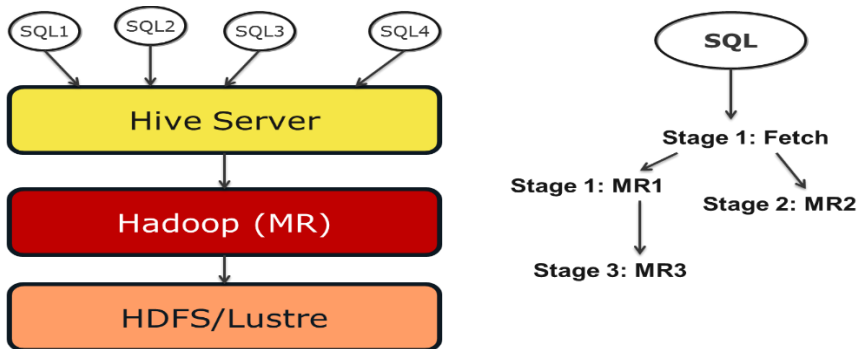 SQL1
SQL2
SQL3
SQL4
Hive Server
Hadoop (MR)
HDFS/Lustre
SQL
Stage 1: Fetch
Stage 1: MR1
Stage 2: MR2
Stage 3: MR3